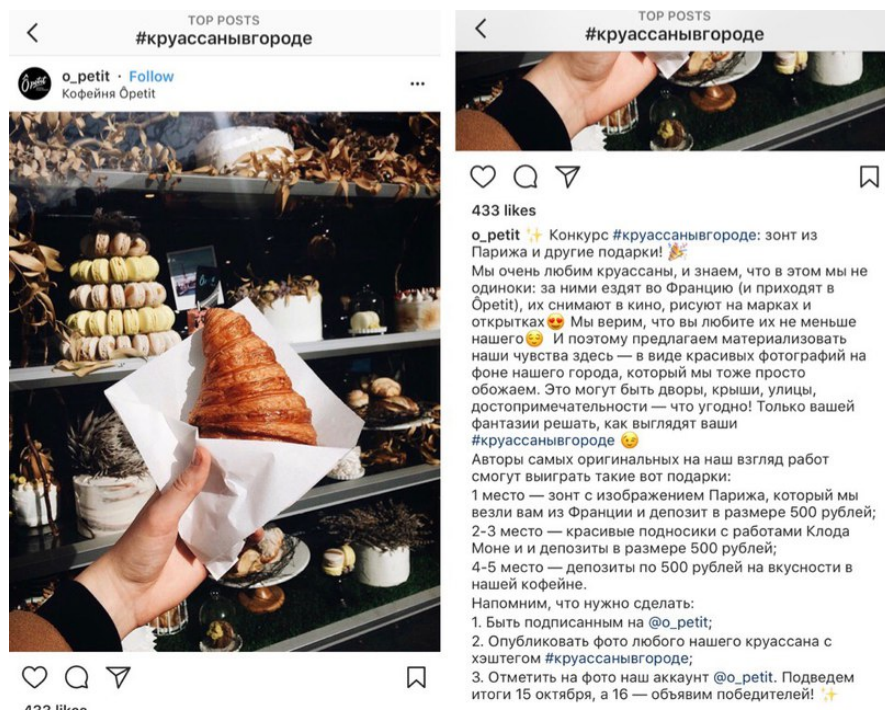 TOP POSTS
#круассанывгороде
o_petit · Follow
Кофейня Ôpetit
433 likes
TOP POSTS
#круассанывгороде
433 likes
o_petit ✨ Конкурс #круассанывгороде: зонт из
Парижа и другие подарки! 🎉
Мы очень любим круассаны, и знаем, что в этом мы не
одиноки: за ними ездят во Францию (и приходят в
Ôpetit), их снимают в кино, рисуют на марках и
открытках😍 Мы верим, что вы любите их не меньше
нашего😌 И поэтому предлагаем материализовать
наши чувства здесь — в виде красивых фотографий на
фоне нашего города, который мы тоже просто
обожаем. Это могут быть дворы, крыши, улицы,
достопримечательности — что угодно! Только вашей
фантазии решать, как выглядят ваши
#круассанывгороде 😉
Авторы самых оригинальных на наш взгляд работ
смогут выиграть такие вот подарки:
1 место — зонт с изображением Парижа, который мы
везли вам из Франции и депозит в размере 500 рублей;
2-3 место — красивые подносики с работами Клода
Моне и и депозиты в размере 500 рублей;
4-5 место — депозиты по 500 рублей на вкусности в
нашей кофейне.
Напомним, что нужно сделать:
1. Быть подписанным на @o_petit;
2. Опубликовать фото любого нашего круассана с
хэштегом #круассанывгороде;
3. Отметить на фото наш аккаунт @o_petit. Подведем
итоги 15 октября, а 16 — объявим победителей! ✨